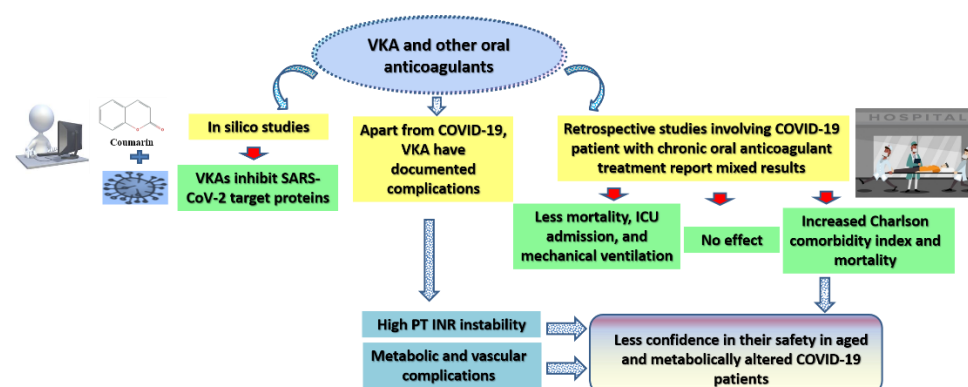 VKA and other oral
anticoagulants
Coumarin
In silico studies
VKAs inhibit SARS-
CoV-2 target proteins
Apart from COVID-19,
VKA have
documented
complications
Retrospective studies involving COVID-19
patient with chronic oral anticoagulant
treatment report mixed results
HOSPITAL
Less mortality, ICU
admission, and
mechanical ventilation
No effect
Increased Charlson
comorbidity index and
mortality
High PT INR instability
Metabolic and vascular
complications
Less confidence in their safety in aged
and metabolically altered COVID-19
patients